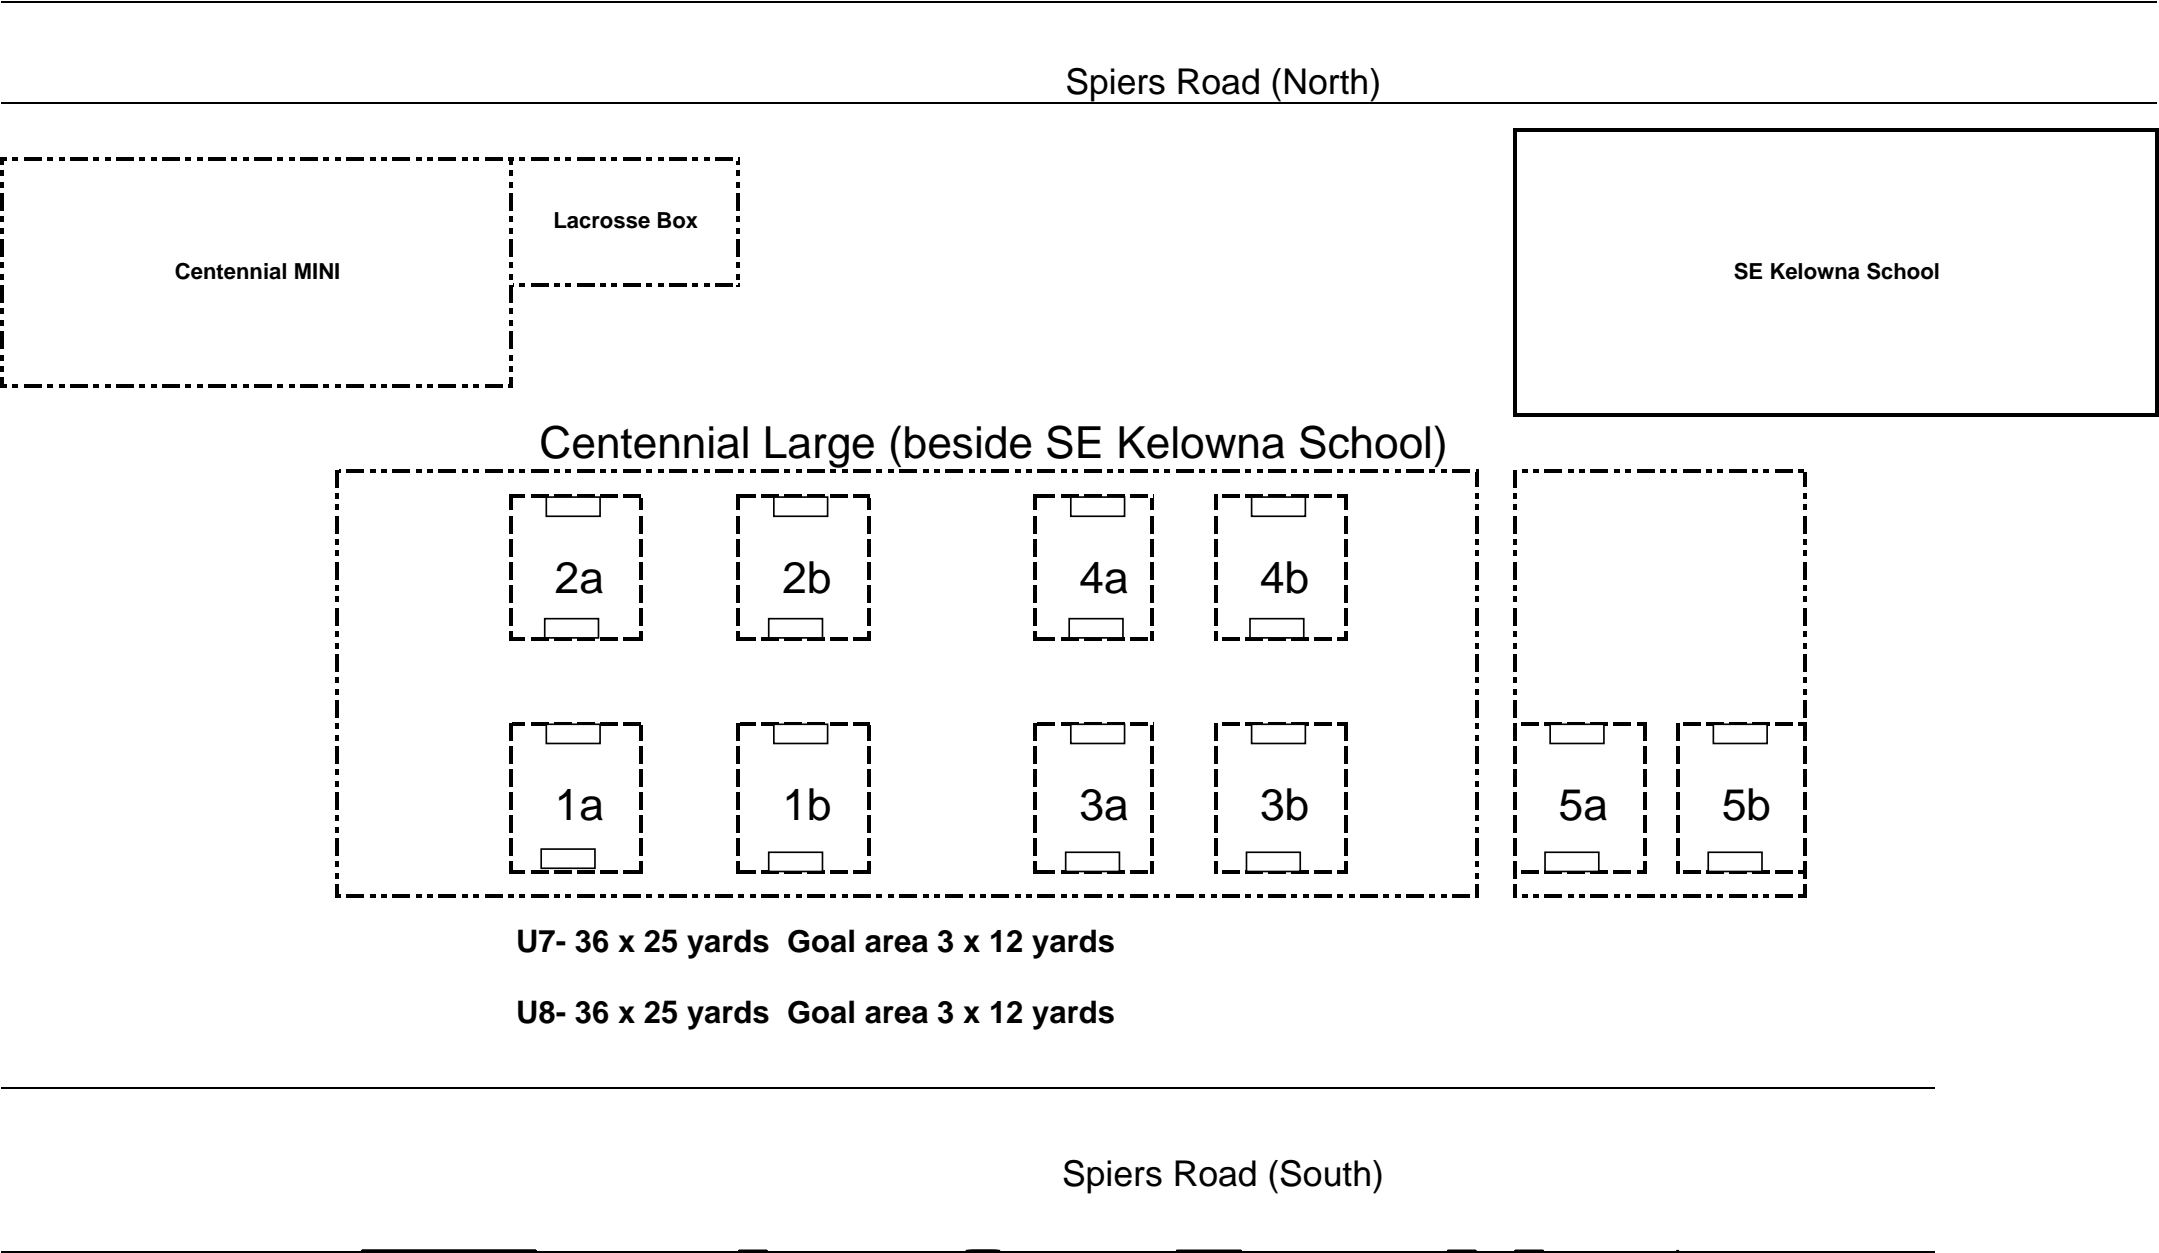 Spiers Road (North)
Lacrosse Box
Centennial MINI
SE Kelowna School
Centennial Large (beside SE Kelowna School)
2a 2b 4a 4b
1a 1b 3a 3b 5a 5b
U7- 36 x 25 yards  Goal area 3 x 12 yards
U8- 36 x 25 yards  Goal area 3 x 12 yards
Spiers Road (South)